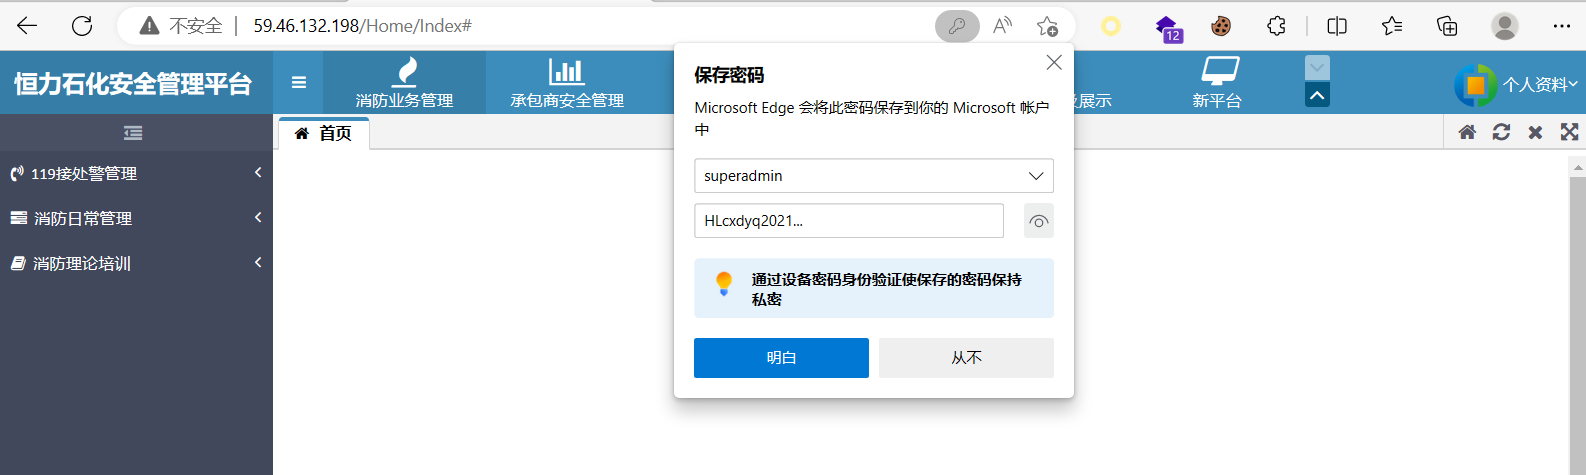 不安全 | 59.46.132.198/Home/Index#
12
恒力石化安全管理平台
消防业务管理
承包商安全管理
展示
新平台
个人资料
首页
119接处警管理
消防日常管理
消防理论培训
保存密码
Microsoft Edge 会将此密码保存到你的 Microsoft 帐户
中
superadmin
HLcxdyq2021...
通过设备密码身份验证使保存的密码保持
私密
明白
从不